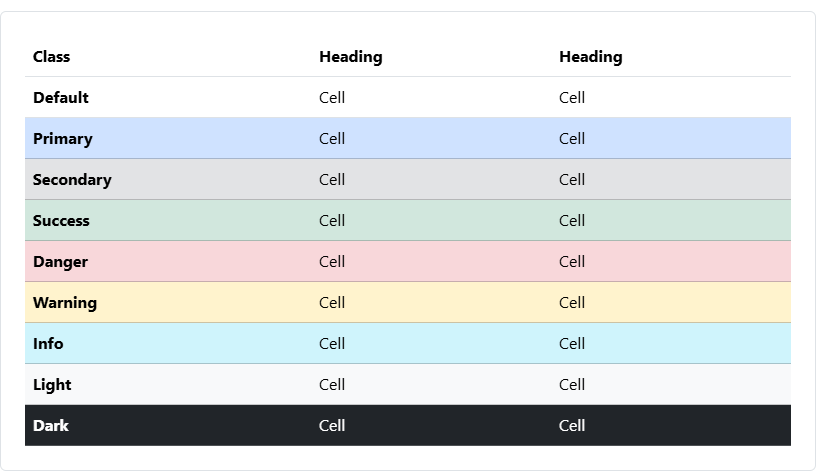 Class Heading Heading
Default Cell Cell
Primary Cell Cell
Secondary Cell Cell
Success Cell Cell
Danger Cell Cell
Warning Cell Cell
Info Cell Cell
Light Cell Cell
Dark Cell Cell